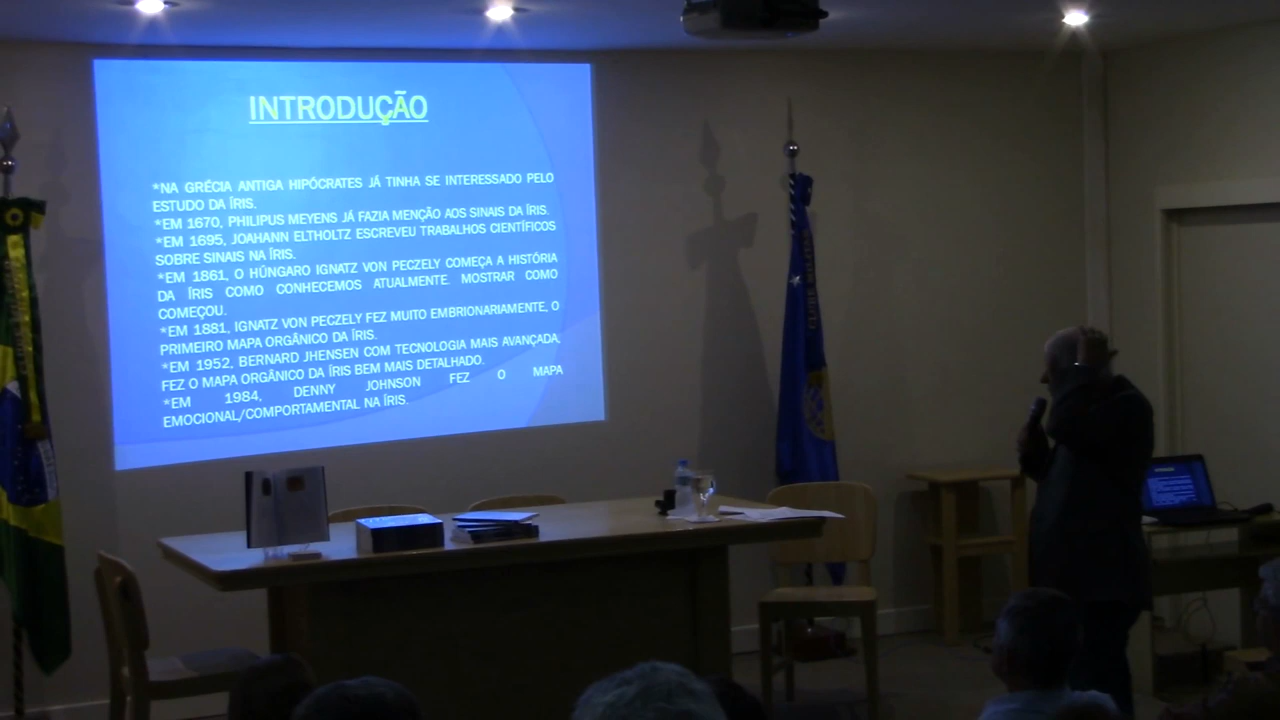 INTRODUÇÃO
*NA GRÉCIA ANTIGA HIPÓCRATES JÁ TINHA SE INTERESSADO PELO
ESTUDO DA ÍRIS.
*EM 1670, PHILIPUS MEYENS JÁ FAZIA MENÇÃO AOS SINAIS DA ÍRIS.
*EM 1695, JOAHANN ELTHOLTZ ESCREVEU TRABALHOS CIENTÍFICOS
SOBRE SINAIS NA ÍRIS.
*EM 1861, O HÚNGARO IGNATZ VON PECZELY COMEÇA A HISTÓRIA
DA ÍRIS COMO CONHECEMOS ATUALMENTE. MOSTRAR COMO
COMEÇOU.
*EM 1881, IGNATZ VON PECZELY FEZ MUITO EMBRIONARIAMENTE, O
PRIMEIRO MAPA ORGÂNICO DA ÍRIS.
*EM 1952, BERNARD JHENSEN COM TECNOLOGIA MAIS AVANÇADA,
FEZ O MAPA ORGÂNICO DA ÍRIS BEM MAIS DETALHADO.
*EM 1984, DENNY JOHNSON FEZ O MAPA
EMOCIONAL/COMPORTAMENTAL NA ÍRIS.